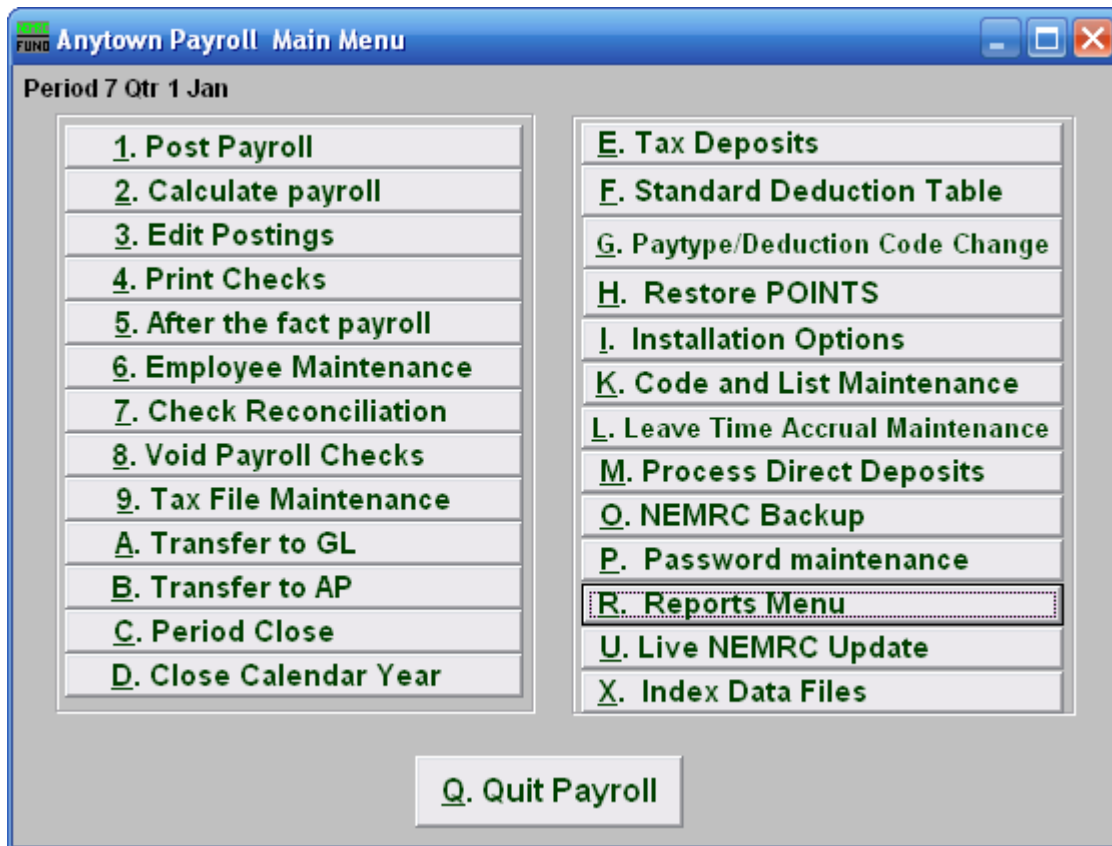 NEMRC
FUND Anytown Payroll Main Menu
Period 7 Qtr 1 Jan
1. Post Payroll
2. Calculate payroll
3. Edit Postings
4. Print Checks
5. After the fact payroll
6. Employee Maintenance
7. Check Reconciliation
8. Void Payroll Checks
9. Tax File Maintenance
A. Transfer to GL
B. Transfer to AP
C. Period Close
D. Close Calendar Year
E. Tax Deposits
F. Standard Deduction Table
G. Paytype/Deduction Code Change
H. Restore POINTS
I. Installation Options
K. Code and List Maintenance
L. Leave Time Accrual Maintenance
M. Process Direct Deposits
O. NEMRC Backup
P. Password maintenance
R. Reports Menu
U. Live NEMRC Update
X. Index Data Files
Q. Quit Payroll